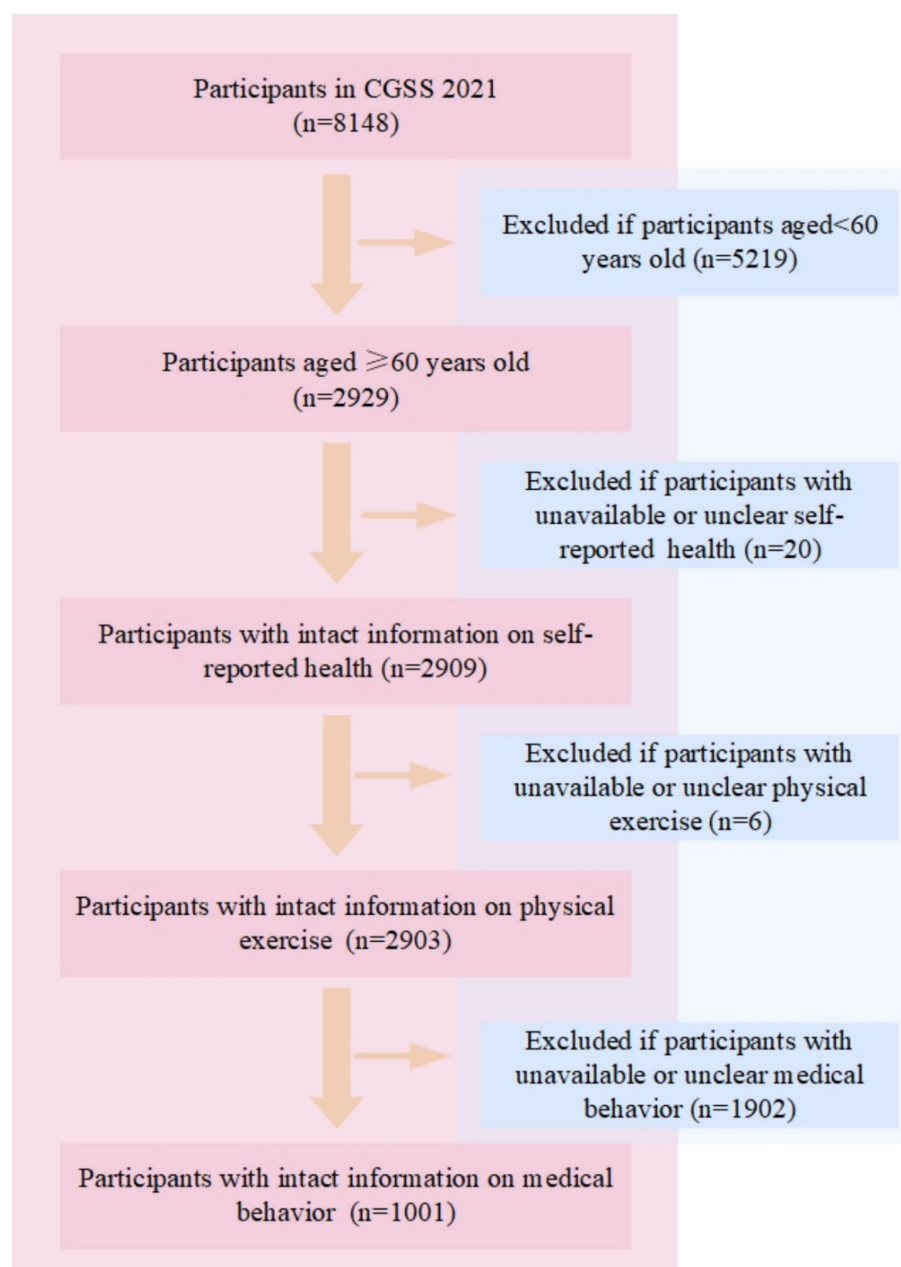 Participants in CGSS 2021
(n=8148)
Excluded if participants aged<60
years old (n=5219)
Participants aged ≥60 years old
(n=2929)
Excluded if participants with
unavailable or unclear self-
reported health (n=20)
Participants with intact information on self-
reported health (n=2909)
Excluded if participants with
unavailable or unclear physical
exercise (n=6)
Participants with intact information on physical
exercise (n=2903)
Excluded if participants with
unavailable or unclear medical
behavior (n=1902)
Participants with intact information on medical
behavior (n=1001)